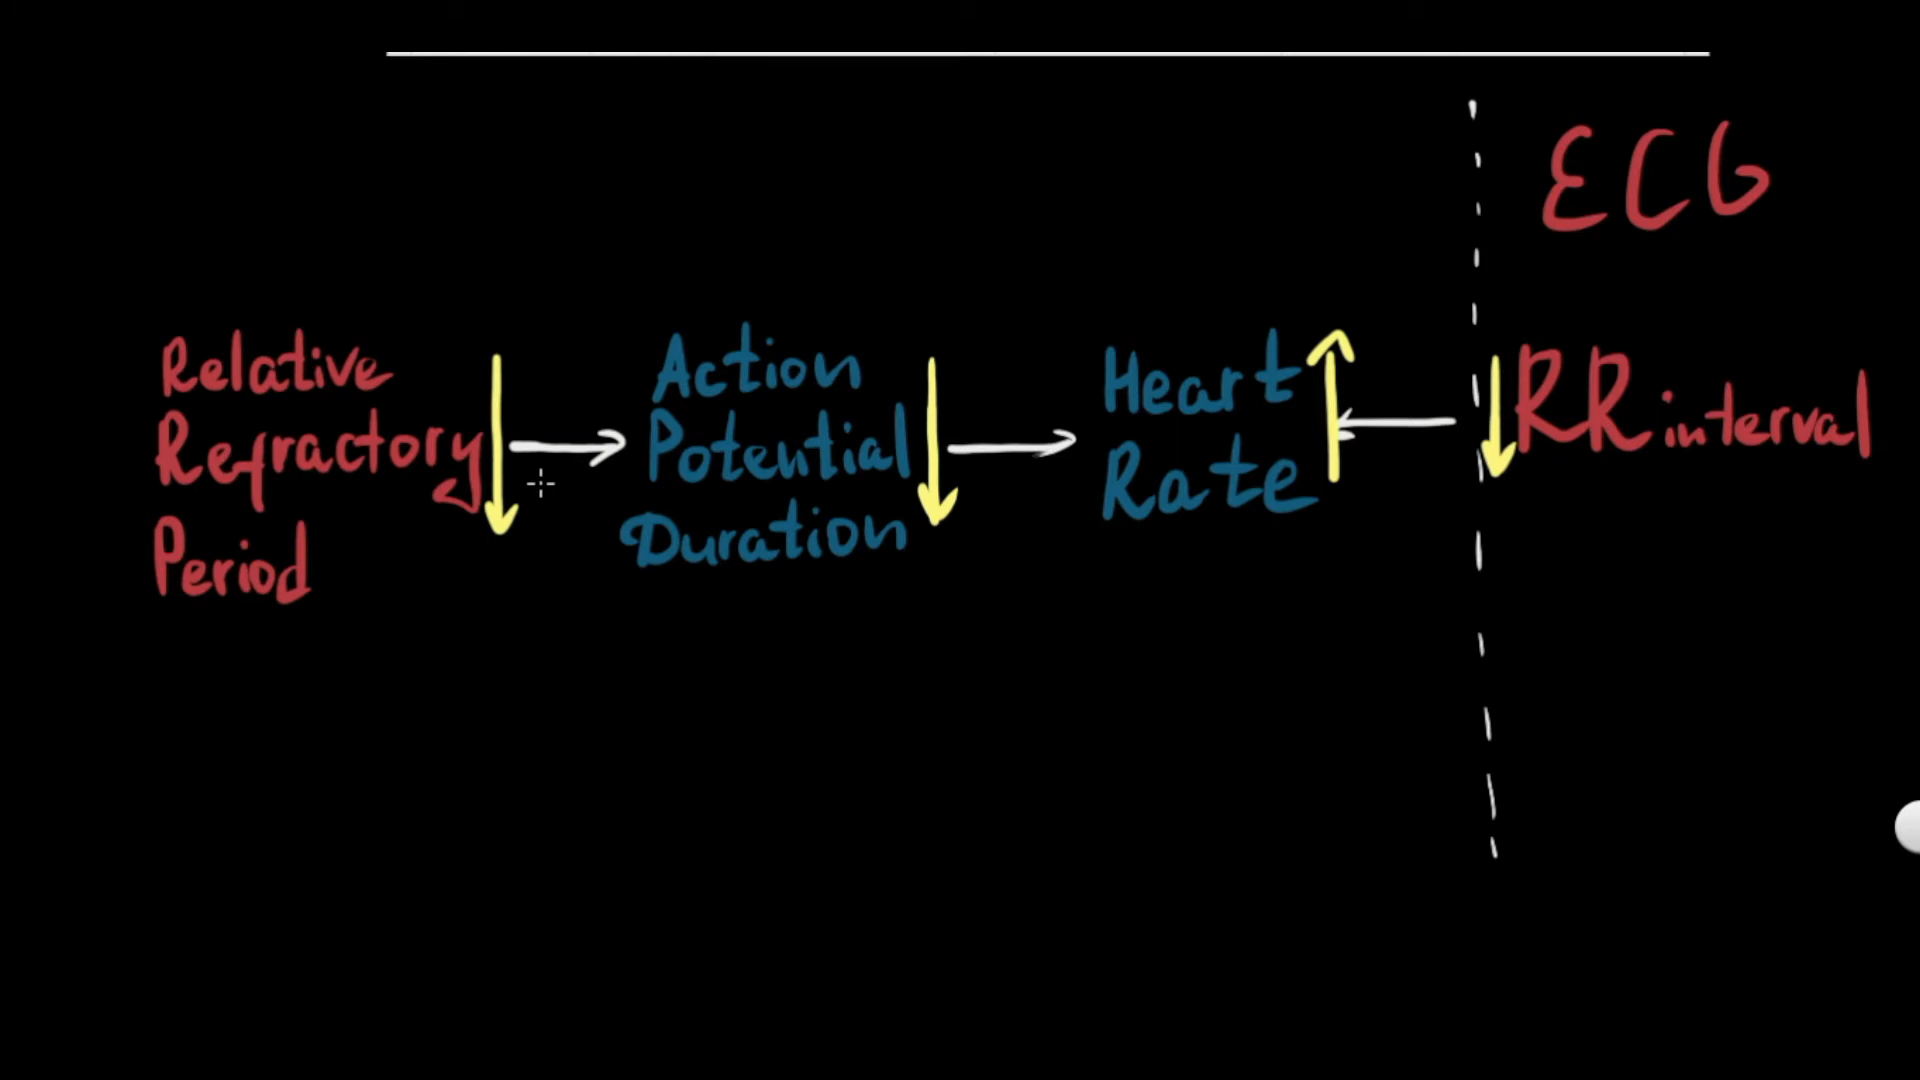 ECG
Relative
Refractory
Period
Action
Potential
Duration
Heart
Rate
RR interval